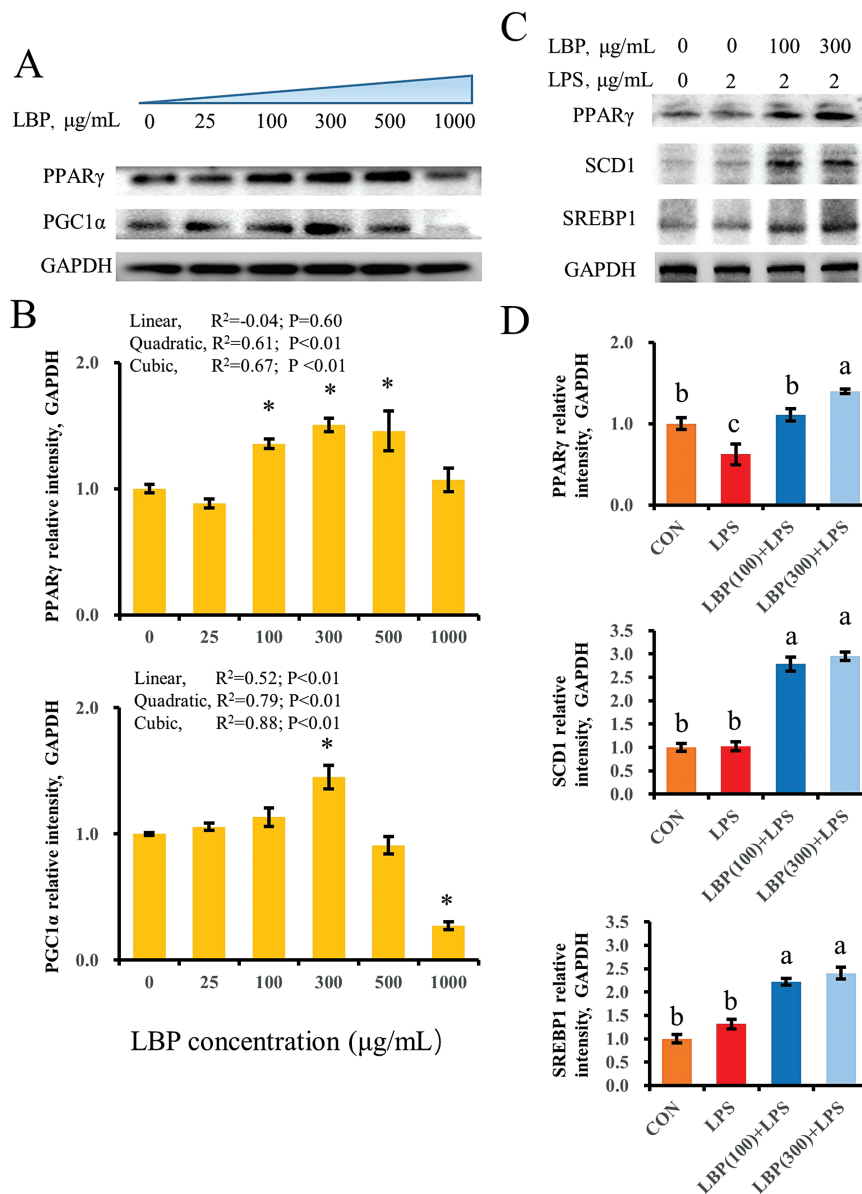 A
LBP, μg/mL 0 25 100 300 500 1000
PPARγ
PGC1α
GAPDH
B
Linear, R²=-0.04; P=0.60
Quadratic, R²=0.61; P<0.01
Cubic, R²=0.67; P <0.01
PPARγ relative intensity, GAPDH
2.0
1.0
0.0
* * *
0 25 100 300 500 1000
Linear, R²=0.52; P<0.01
Quadratic, R²=0.79; P<0.01
Cubic, R²=0.88; P<0.01
PGC1α relative intensity, GAPDH
2.0
1.0
0.0
* *
0 25 100 300 500 1000
LBP concentration (μg/mL)
C
LBP, μg/mL 0 0 100 300
LPS, μg/mL 0 2 2 2
PPARγ
SCD1
SREBP1
GAPDH
D
PPARγ relative
intensity, GAPDH
2.0
1.0
0.0
b c b a
CON LPS LBP(100)+LPS LBP(300)+LPS
SCD1 relative
intensity, GAPDH
3.5
3.0
2.5
2.0
1.5
1.0
0.5
0.0
b b a a
CON LPS LBP(100)+LPS LBP(300)+LPS
SREBP1 relative
intensity, GAPDH
3.5
3.0
2.5
2.0
1.5
1.0
0.5
0.0
b b a a
CON LPS LBP(100)+LPS LBP(300)+LPS